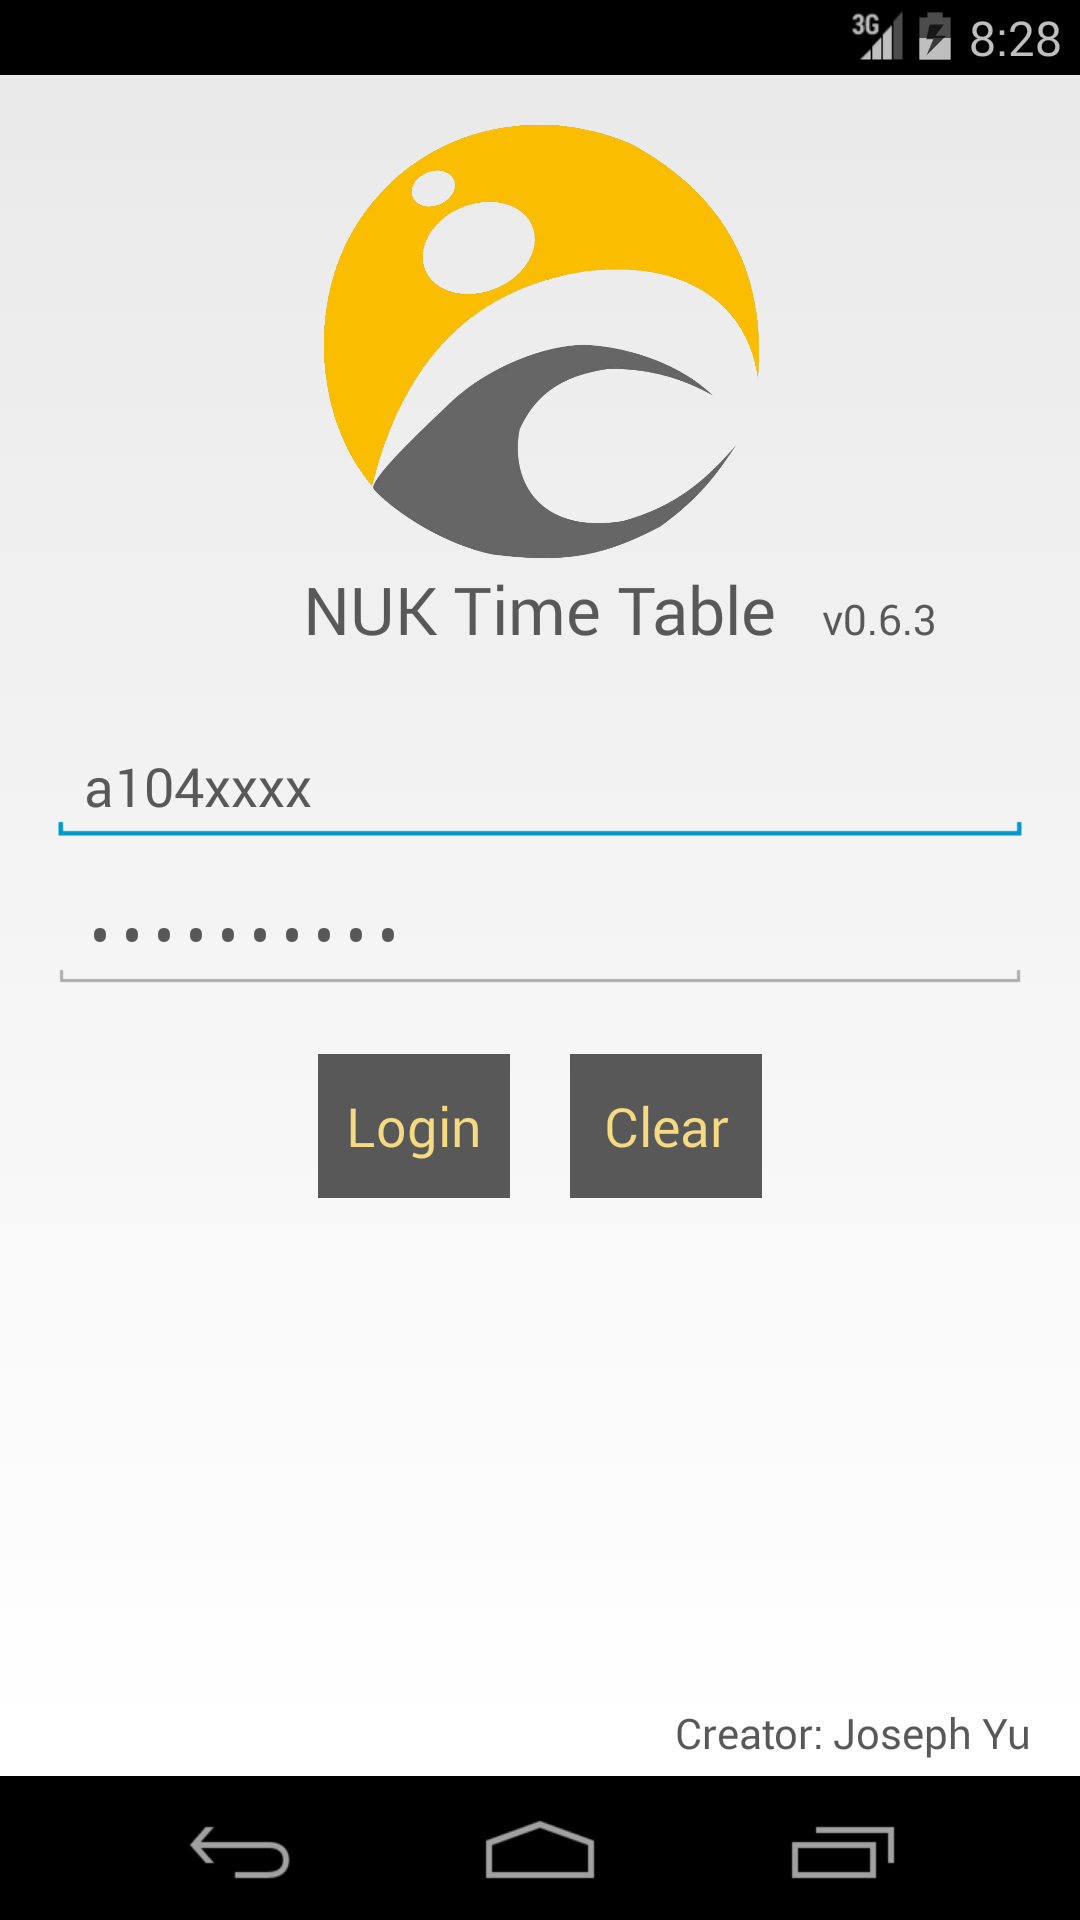 3G 8:28
NUK Time Table v0.6.3
a104xxxx
••••••••••
Login Clear
Creator: Joseph Yu